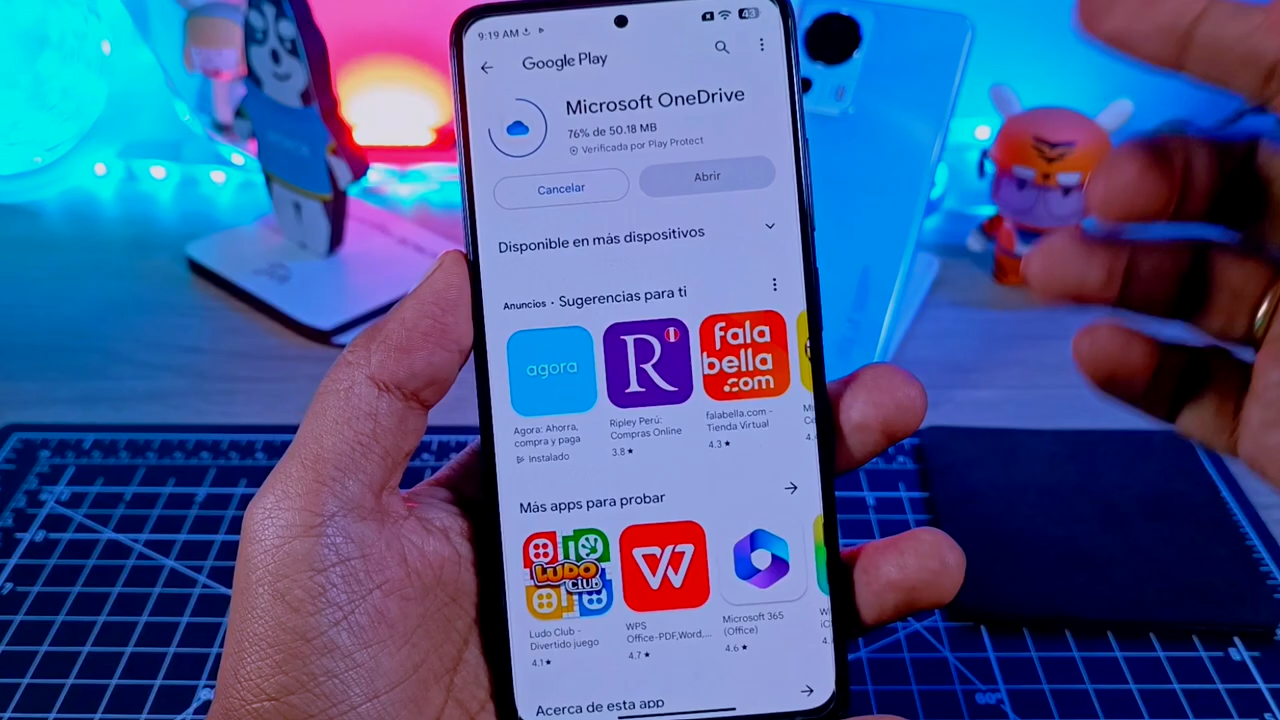 9:19 AM
43
Google Play
Microsoft OneDrive
76% de 50.18 MB
Verificada por Play Protect
Cancelar
Abrir
Disponible en más dispositivos
Anuncios · Sugerencias para ti
agora
R
fala
bella
.com
Agora: Ahorra,
compra y paga
Instalado
Ripley Perú:
Compras Online
3.8★
falabella.com -
Tienda Virtual
4.3★
Más apps para probar
LUDO
CLUB
W
Ludo Club -
Divertido juego
4.1★
WPS
Office-PDF,Word,...
4.7★
Microsoft 365
(Office)
4.6★
Acerca de esta app
60°